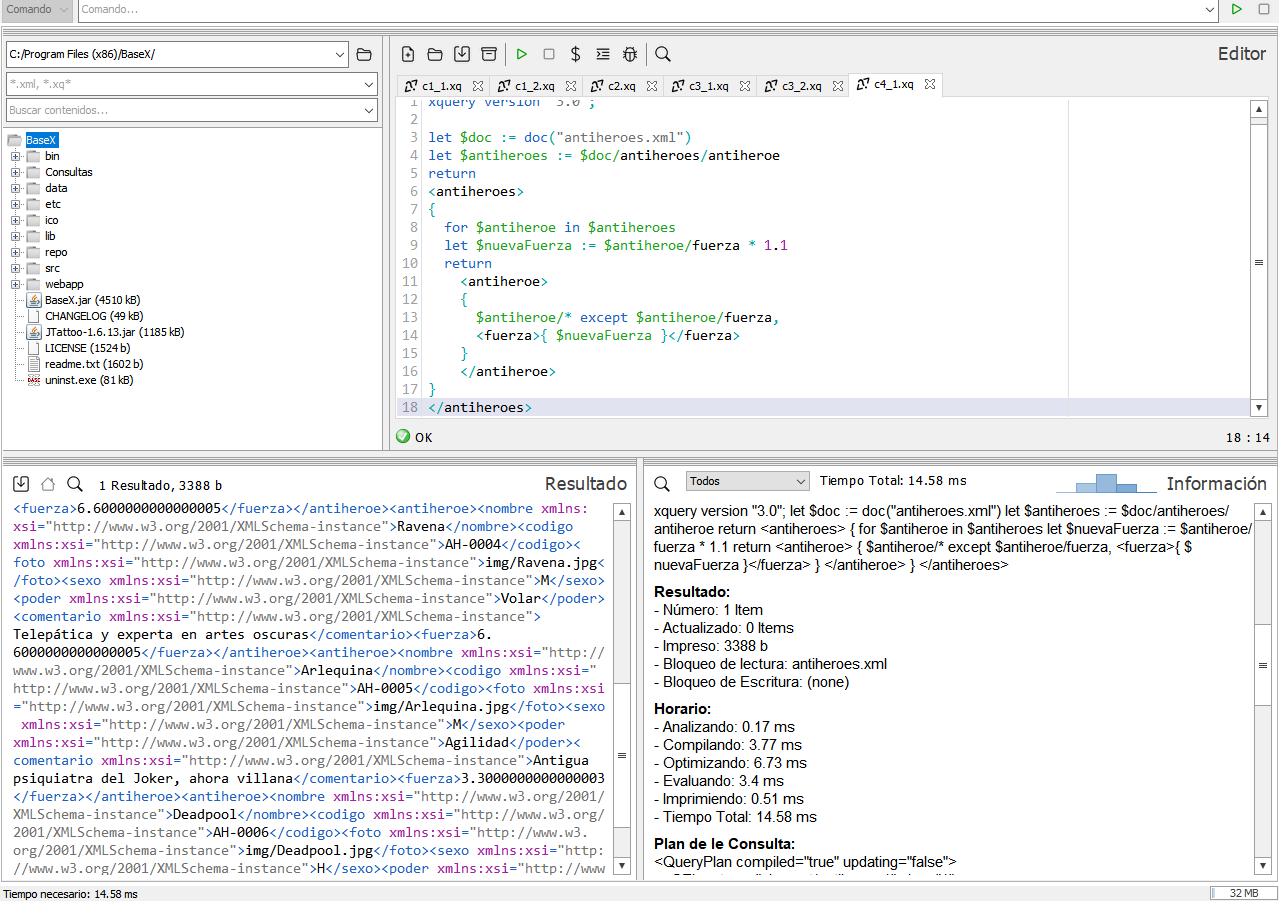 Comando
Comando...
C:/Program Files (x86)/BaseX/
*.xml, *.xq*
Buscar contenidos...
BaseX
bin
Consultas
data
etc
ico
lib
repo
src
webapp
BaseX.jar (4510 kB)
CHANGELOG (49 kB)
JTattoo-1.6.13.jar (1185 kB)
LICENSE (1524 b)
readme.txt (1602 b)
uninst.exe (81 kB)
Editor
c1_1.xq
c1_2.xq
c2.xq
c3_1.xq
c3_2.xq
c4_1.xq
1 xquery version "3.0";
2
3 let $doc := doc("antiheroes.xml")
4 let $antiheroes := $doc/antiheroes/antiheroe
5 return
6 <antiheroes>
7 {
8 for $antiheroe in $antiheroes
9 let $nuevaFuerza := $antiheroe/fuerza * 1.1
10 return
11 <antiheroe>
12 {
13 $antiheroe/* except $antiheroe/fuerza,
14 <fuerza>{ $nuevaFuerza }</fuerza>
15 }
16 </antiheroe>
17 }
18 </antiheroes>
OK
18 : 14
1 Resultado, 3388 b
Resultado
<fuerza>6.6000000000000005</fuerza></antiheroe><antiheroe><nombre xmlns:
xsi="http://www.w3.org/2001/XMLSchema-instance">Ravena</nombre><codigo
xmlns:xsi="http://www.w3.org/2001/XMLSchema-instance">AH-0004</codigo><
foto xmlns:xsi="http://www.w3.org/2001/XMLSchema-instance">img/Ravena.jpg<
/foto><sexo xmlns:xsi="http://www.w3.org/2001/XMLSchema-instance">M</sexo>
<poder xmlns:xsi="http://www.w3.org/2001/XMLSchema-instance">Volar</poder>
<comentario xmlns:xsi="http://www.w3.org/2001/XMLSchema-instance">
Telepática y experta en artes oscuras</comentario><fuerza>6.
6000000000000005</fuerza></antiheroe><antiheroe><nombre xmlns:xsi="http://
www.w3.org/2001/XMLSchema-instance">Arlequina</nombre><codigo xmlns:xsi="
http://www.w3.org/2001/XMLSchema-instance">AH-0005</codigo><foto xmlns:xsi
="http://www.w3.org/2001/XMLSchema-instance">img/Arlequina.jpg</foto><sexo
xmlns:xsi="http://www.w3.org/2001/XMLSchema-instance">M</sexo><poder
xmlns:xsi="http://www.w3.org/2001/XMLSchema-instance">Agilidad</poder><
comentario xmlns:xsi="http://www.w3.org/2001/XMLSchema-instance">Antigua
psiquiatra del Joker, ahora villana</comentario><fuerza>3.3000000000000003
</fuerza></antiheroe><antiheroe><nombre xmlns:xsi="http://www.w3.org/2001/
XMLSchema-instance">Deadpool</nombre><codigo xmlns:xsi="http://www.w3.org/
2001/XMLSchema-instance">AH-0006</codigo><foto xmlns:xsi="http://www.w3.
org/2001/XMLSchema-instance">img/Deadpool.jpg</foto><sexo xmlns:xsi="http:
//www.w3.org/2001/XMLSchema-instance">H</sexo><poder xmlns:xsi="http://www
Todos
Tiempo Total: 14.58 ms
Información
xquery version "3.0"; let $doc := doc("antiheroes.xml") let $antiheroes := $doc/antiheroes/
antiheroe return <antiheroes> { for $antiheroe in $antiheroes let $nuevaFuerza := $antiheroe/
fuerza * 1.1 return <antiheroe> { $antiheroe/* except $antiheroe/fuerza, <fuerza>{ $
nuevaFuerza }</fuerza> } </antiheroe> } </antiheroes>
Resultado:
- Número: 1 Item
- Actualizado: 0 Items
- Impreso: 3388 b
- Bloqueo de lectura: antiheroes.xml
- Bloqueo de Escritura: (none)
Horario:
- Analizando: 0.17 ms
- Compilando: 3.77 ms
- Optimizando: 6.73 ms
- Evaluando: 3.4 ms
- Imprimiendo: 0.51 ms
- Tiempo Total: 14.58 ms
Plan de le Consulta:
<QueryPlan compiled="true" updating="false">
Tiempo necesario: 14.58 ms
32 MB